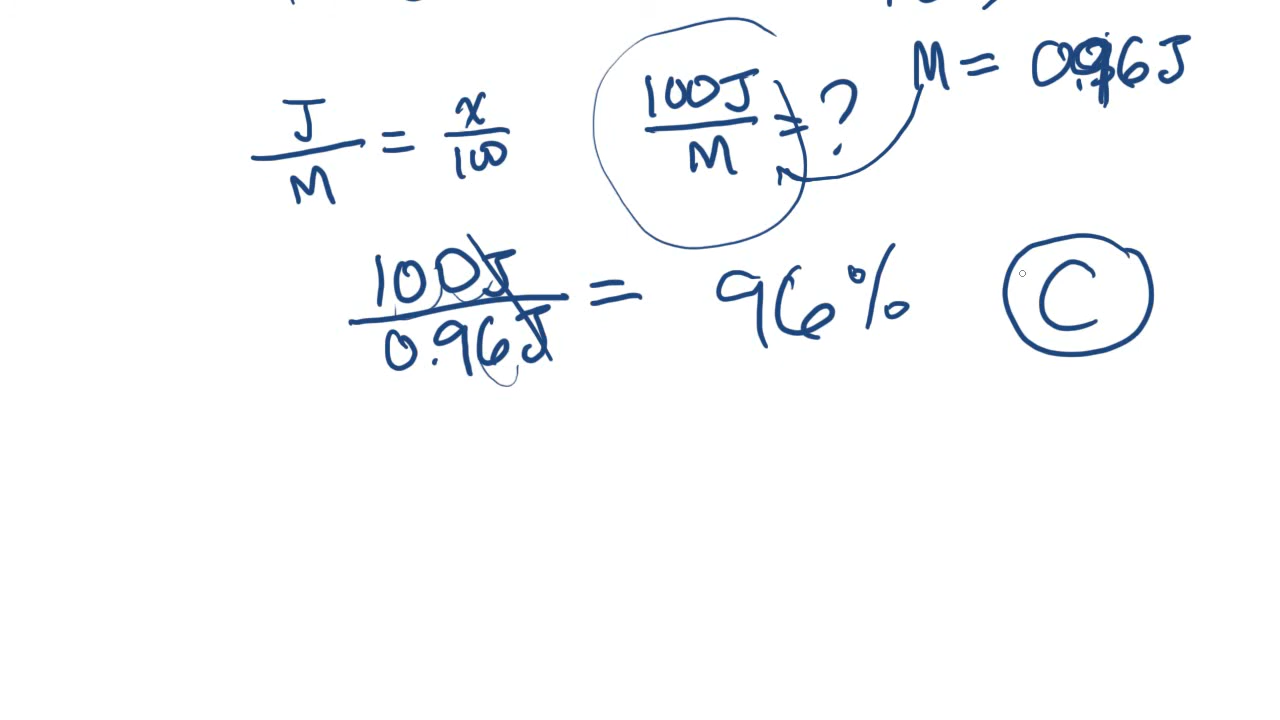 M = 0.96J
J/M = x/100 100J/M = ?
100J/0.96J = 96% C